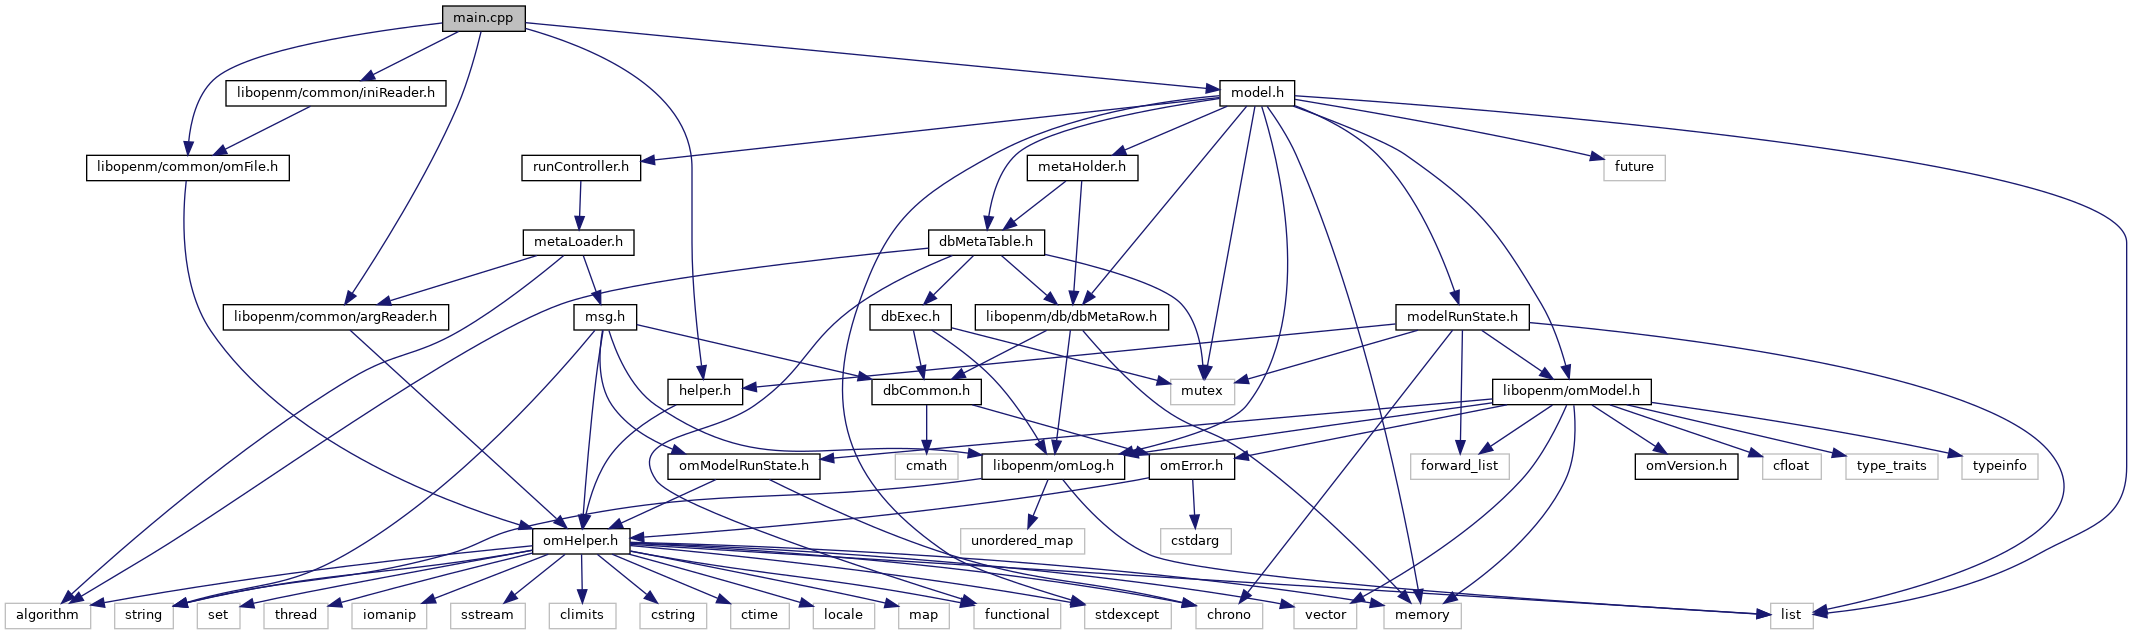 main.cpp
libopenm/common/iniReader.h
model.h
libopenm/common/omFile.h
runController.h
metaHolder.h
future
metaLoader.h
dbMetaTable.h
libopenm/common/argReader.h
msg.h
dbExec.h
libopenm/db/dbMetaRow.h
modelRunState.h
helper.h
dbCommon.h
mutex
libopenm/omModel.h
omModelRunState.h
cmath
libopenm/omLog.h
omError.h
forward_list
omVersion.h
cfloat
type_traits
typeinfo
omHelper.h
unordered_map
cstdarg
algorithm
string
set
thread
iomanip
sstream
climits
cstring
ctime
locale
map
functional
stdexcept
chrono
vector
memory
list